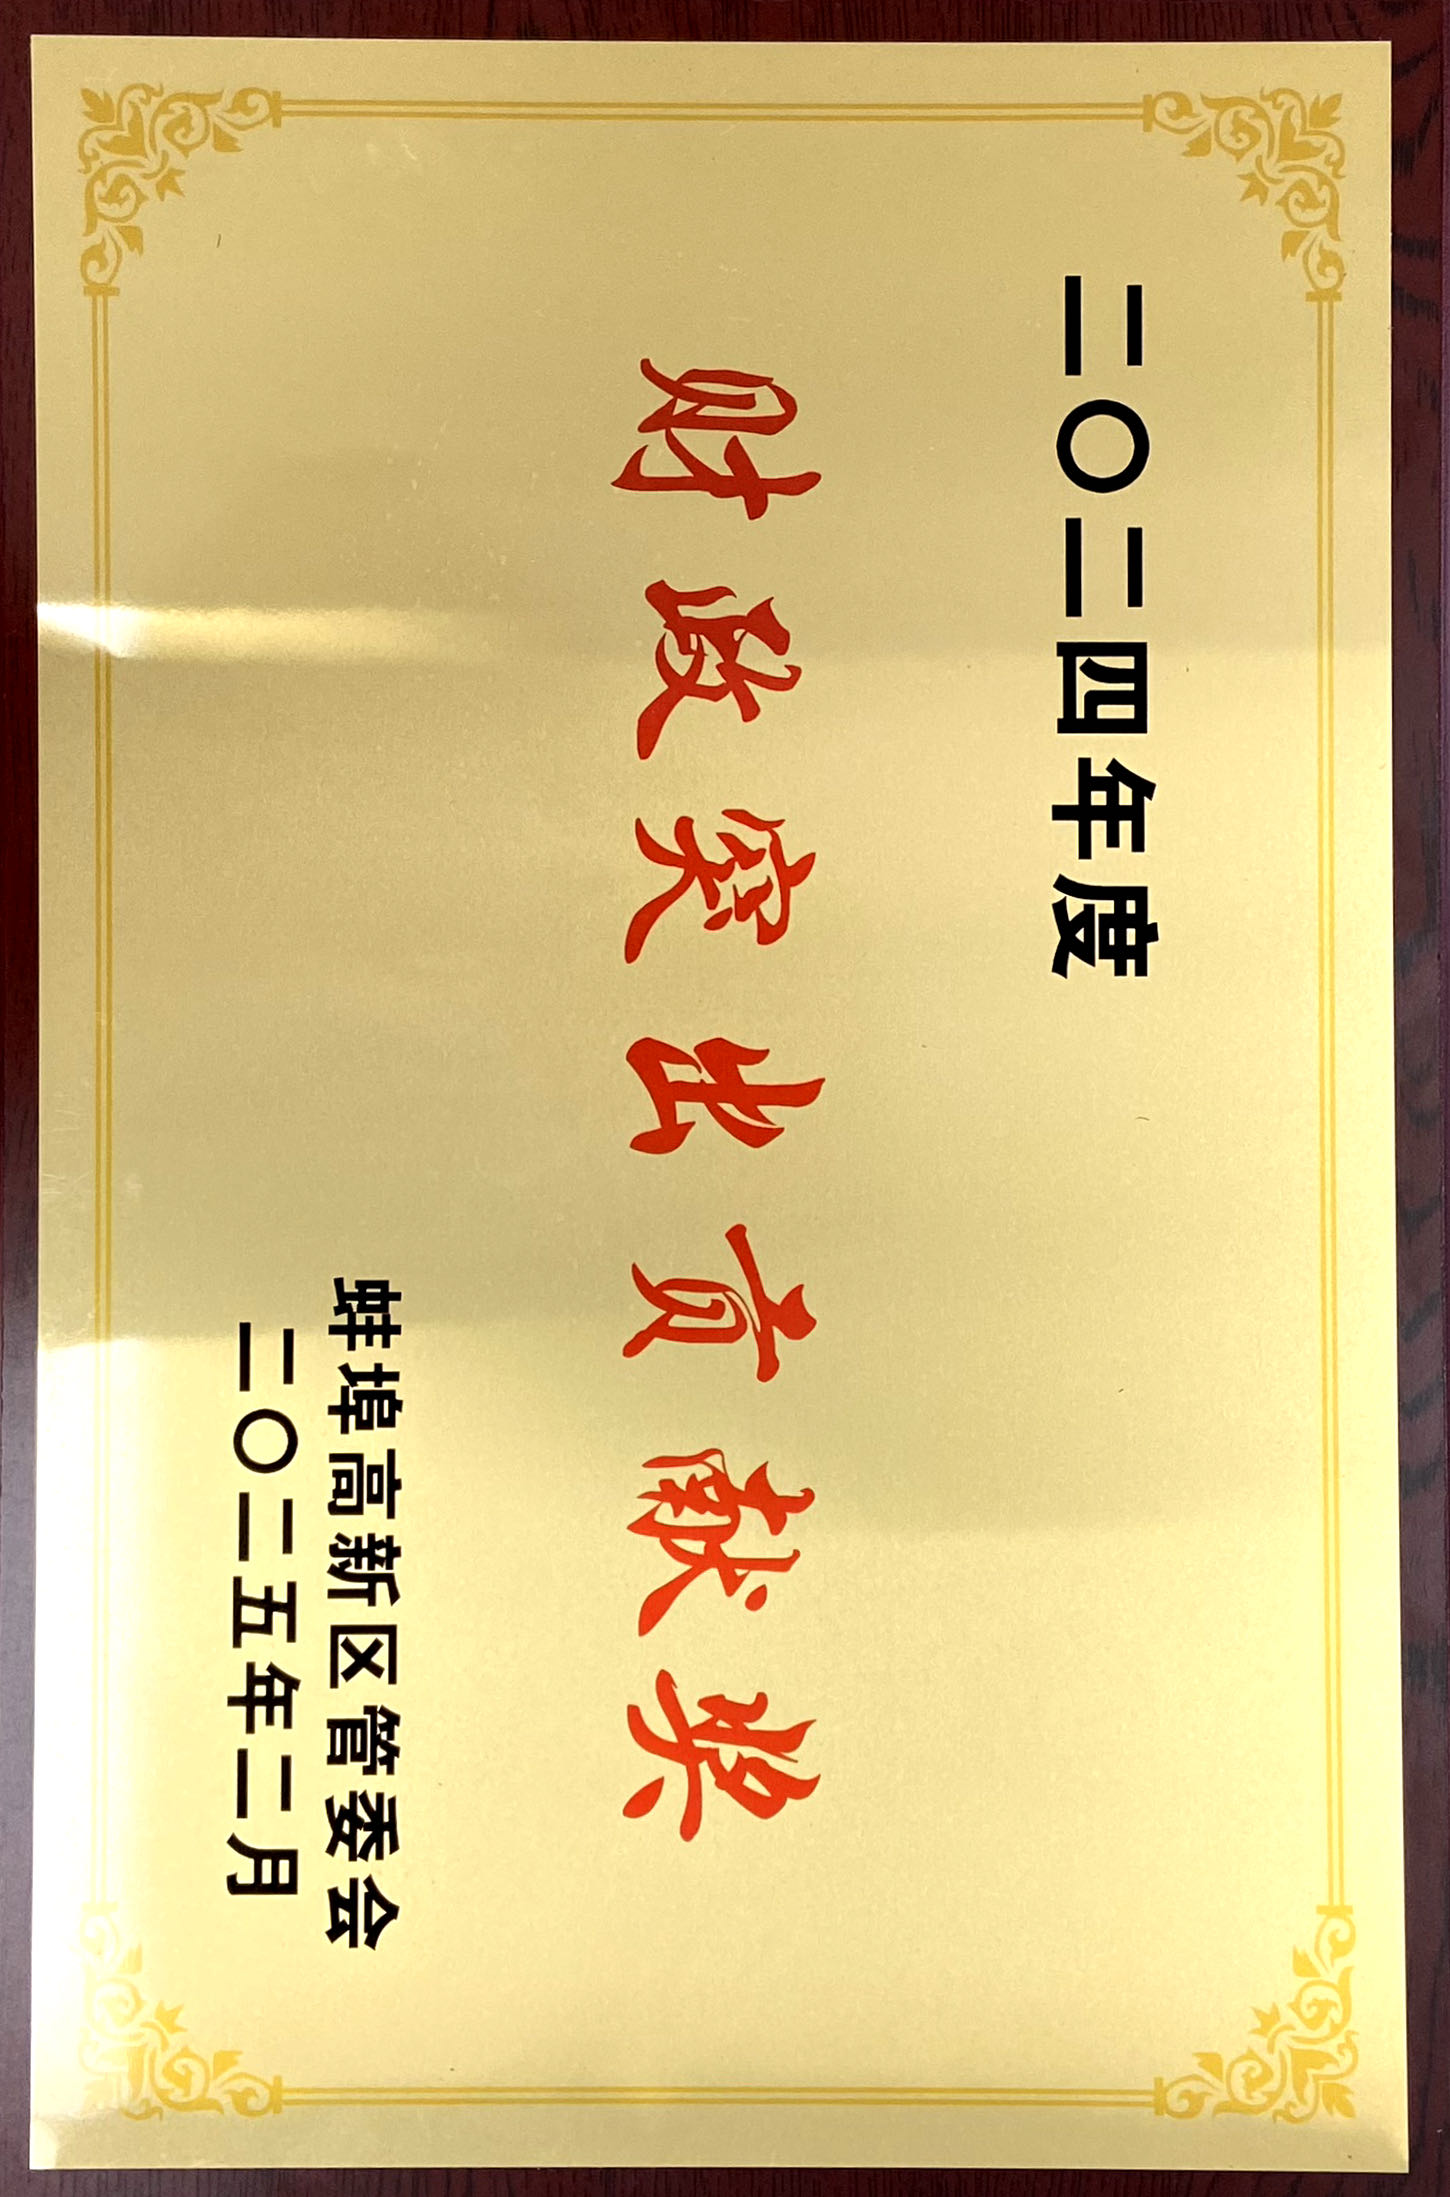 二〇二四年度
财政突出贡献奖
蚌埠高新区管委会
二〇二五年二月